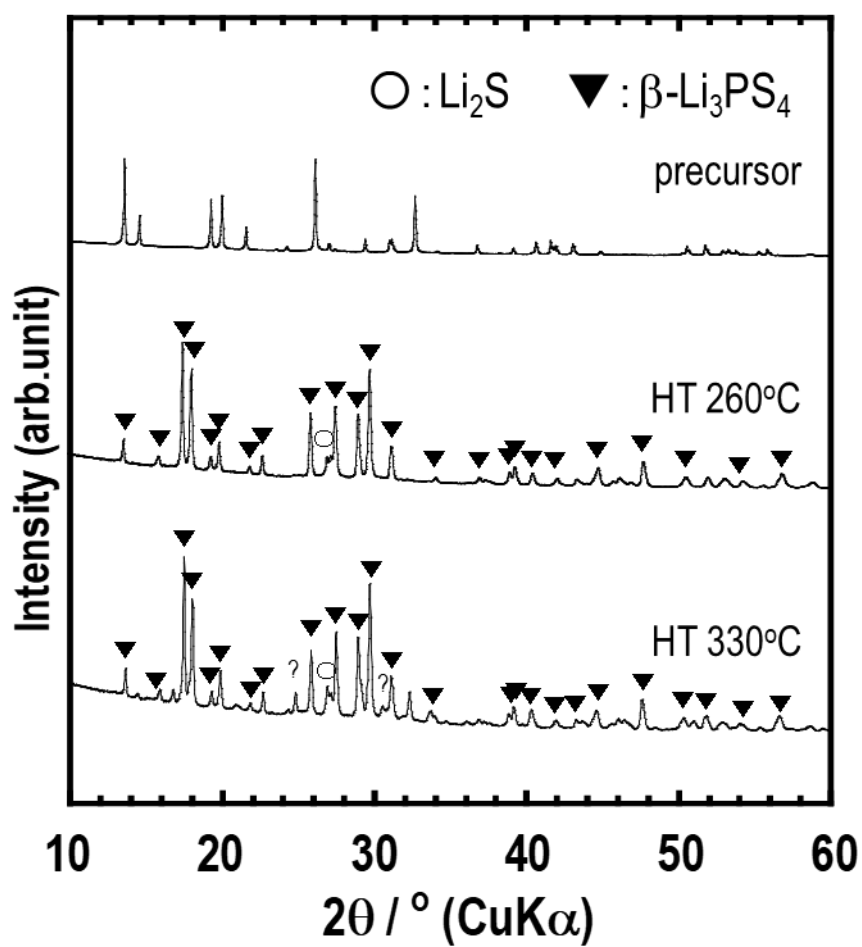 ○ : Li₂S ▼ : β-Li₃PS₄
precursor
HT 260°C
HT 330°C
?
?
Intensity (arb.unit)
10 20 30 40 50 60
2θ / ° (CuKα)